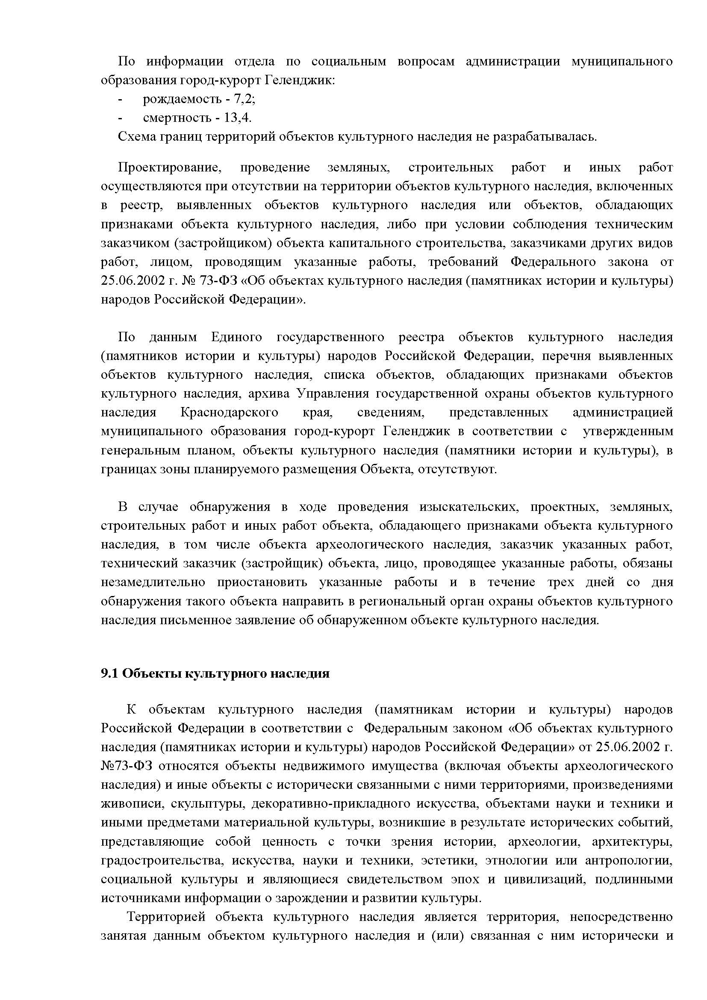 По информации отдела по социальным вопросам администрации муниципального
образования город-курорт Геленджик:
- рождаемость - 7,2;
- смертность - 13,4.
Схема границ территорий объектов культурного наследия не разрабатывалась.
Проектирование, проведение земляных, строительных работ и иных работ
осуществляются при отсутствии на территории объектов культурного наследия, включенных
в реестр, выявленных объектов культурного наследия или объектов, обладающих
признаками объекта культурного наследия, либо при условии соблюдения техническим
заказчиком (застройщиком) объекта капитального строительства, заказчиками других видов
работ, лицом, проводящим указанные работы, требований Федерального закона от
25.06.2002 г. № 73-ФЗ «Об объектах культурного наследия (памятниках истории и культуры)
народов Российской Федерации».
По данным Единого государственного реестра объектов культурного наследия
(памятников истории и культуры) народов Российской Федерации, перечня выявленных
объектов культурного наследия, списка объектов, обладающих признаками объектов
культурного наследия, архива Управления государственной охраны объектов культурного
наследия Краснодарского края, сведениям, представленных администрацией
муниципального образования город-курорт Геленджик в соответствии с утвержденным
генеральным планом, объекты культурного наследия (памятники истории и культуры), в
границах зоны планируемого размещения Объекта, отсутствуют.
В случае обнаружения в ходе проведения изыскательских, проектных, земляных,
строительных работ и иных работ объекта, обладающего признаками объекта культурного
наследия, в том числе объекта археологического наследия, заказчик указанных работ,
технический заказчик (застройщик) объекта, лицо, проводящее указанные работы, обязаны
незамедлительно приостановить указанные работы и в течение трех дней со дня
обнаружения такого объекта направить в региональный орган охраны объектов культурного
наследия письменное заявление об обнаруженном объекте культурного наследия.
9.1 Объекты культурного наследия
К объектам культурного наследия (памятникам истории и культуры) народов
Российской Федерации в соответствии с Федеральным законом «Об объектах культурного
наследия (памятниках истории и культуры) народов Российской Федерации» от 25.06.2002 г.
№73-ФЗ относятся объекты недвижимого имущества (включая объекты археологического
наследия) и иные объекты с исторически связанными с ними территориями, произведениями
живописи, скульптуры, декоративно-прикладного искусства, объектами науки и техники и
иными предметами материальной культуры, возникшие в результате исторических событий,
представляющие собой ценность с точки зрения истории, археологии, архитектуры,
градостроительства, искусства, науки и техники, эстетики, этнологии или антропологии,
социальной культуры и являющиеся свидетельством эпох и цивилизаций, подлинными
источниками информации о зарождении и развитии культуры.
Территорией объекта культурного наследия является территория, непосредственно
занятая данным объектом культурного наследия и (или) связанная с ним исторически и